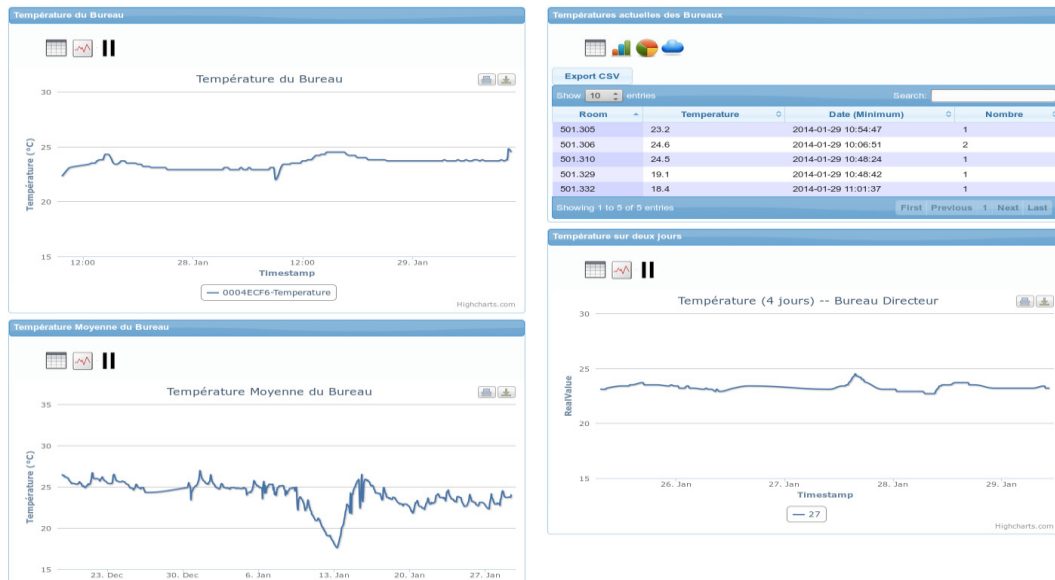 Température du Bureau
Température du Bureau
30
25
20
15
Température (°C)
12:00 28. Jan 12:00 29. Jan
Timestamp
0004ECF6-Temperature
Highcharts.com
Température Moyenne du Bureau
Température Moyenne du Bureau
35
30
25
20
15
Température (°C)
23. Dec 30. Dec 6. Jan 13. Jan 20. Jan 27. Jan
Températures actuelles des Bureaux
Export CSV
Show 10 entries Search:
Room Temperature Date (Minimum) Nombre
501.305 23.2 2014-01-29 10:54:47 1
501.306 24.6 2014-01-29 10:06:51 2
501.310 24.5 2014-01-29 10:48:24 1
501.329 19.1 2014-01-29 10:48:42 1
501.332 18.4 2014-01-29 11:01:37 1
Showing 1 to 5 of 5 entries First Previous 1 Next Last
Température sur deux jours
Température (4 jours) -- Bureau Directeur
30
25
20
15
RealValue
26. Jan 27. Jan 28. Jan 29. Jan
Timestamp
27
Highcharts.com